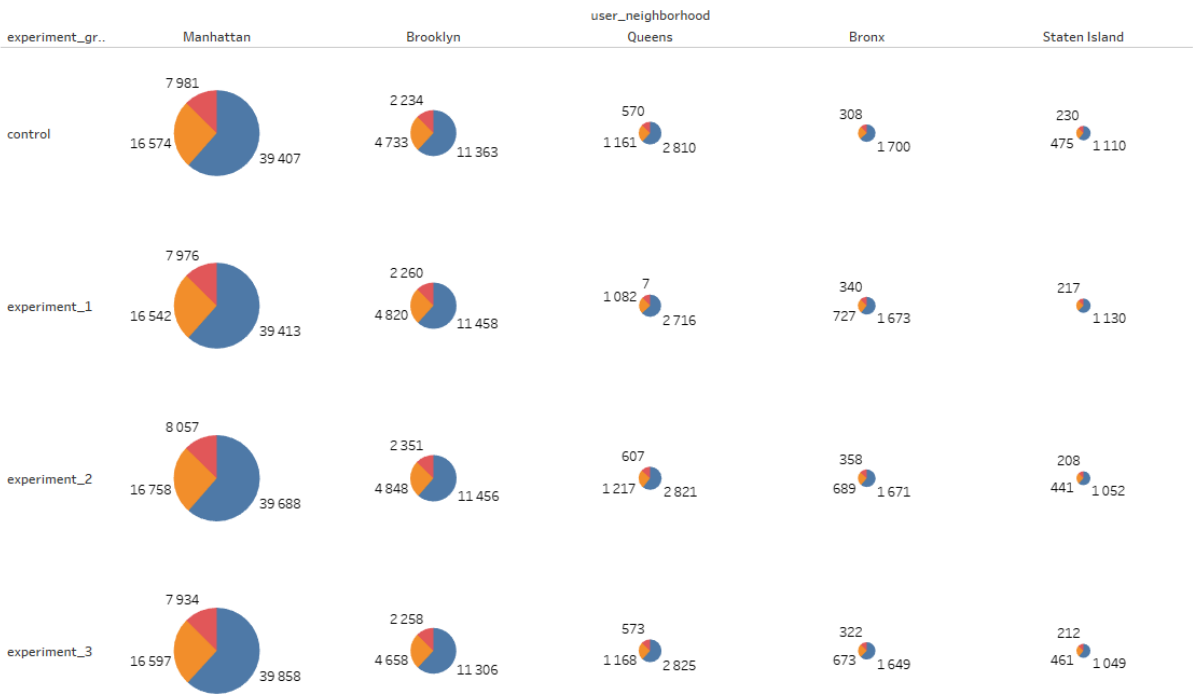 user_neighborhood
experiment_gr.. Manhattan Brooklyn Queens Bronx Staten Island
7 981 2 234 570 308 230
control 16 574 39 407 4 733 11 363 1 161 2 810 1 700 475 1 110
7 976 2 260 7 340 217
experiment_1 16 542 39 413 4 820 11 458 1 082 2 716 727 1 673 1 130
8 057 2 351 607 358 208
experiment_2 16 758 39 688 4 848 11 456 1 217 2 821 689 1 671 441 1 052
7 934 2 258 573 322 212
experiment_3 16 597 39 858 4 658 11 306 1 168 2 825 673 1 649 461 1 049